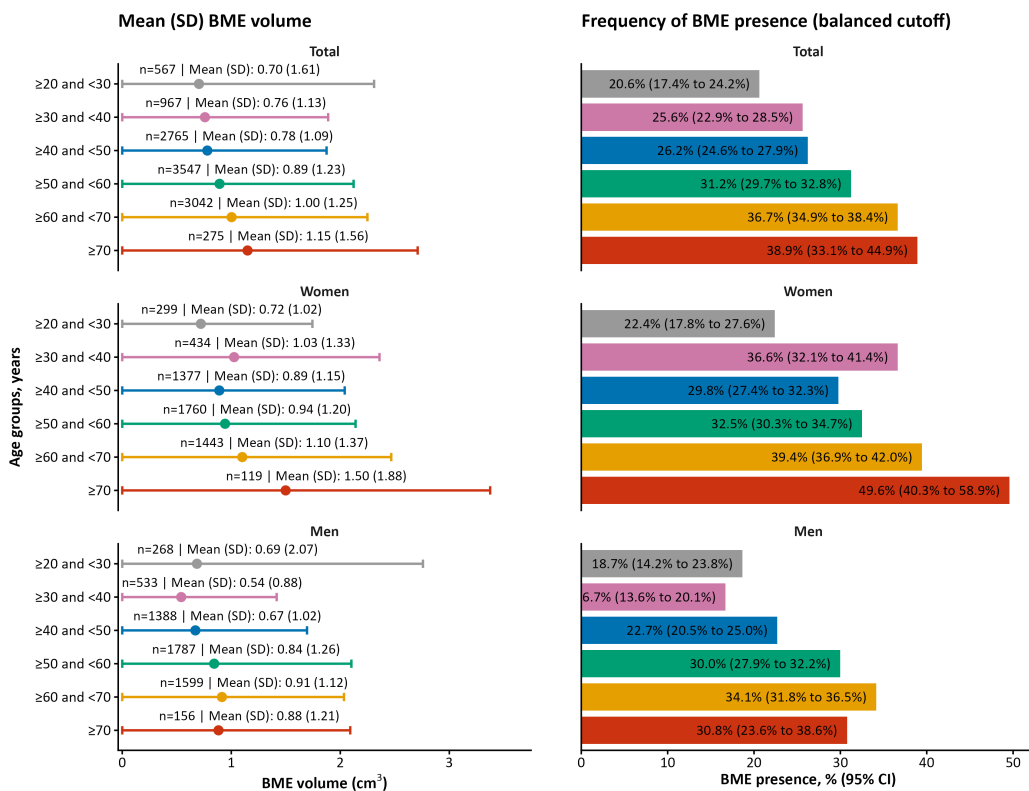 Mean (SD) BME volume
Total
≥20 and <30
n=567 | Mean (SD): 0.70 (1.61)
≥30 and <40
n=967 | Mean (SD): 0.76 (1.13)
≥40 and <50
n=2765 | Mean (SD): 0.78 (1.09)
≥50 and <60
n=3547 | Mean (SD): 0.89 (1.23)
≥60 and <70
n=3042 | Mean (SD): 1.00 (1.25)
≥70
n=275 | Mean (SD): 1.15 (1.56)
Women
≥20 and <30
n=299 | Mean (SD): 0.72 (1.02)
≥30 and <40
n=434 | Mean (SD): 1.03 (1.33)
≥40 and <50
n=1377 | Mean (SD): 0.89 (1.15)
≥50 and <60
n=1760 | Mean (SD): 0.94 (1.20)
≥60 and <70
n=1443 | Mean (SD): 1.10 (1.37)
≥70
n=119 | Mean (SD): 1.50 (1.88)
Men
≥20 and <30
n=268 | Mean (SD): 0.69 (2.07)
≥30 and <40
n=533 | Mean (SD): 0.54 (0.88)
≥40 and <50
n=1388 | Mean (SD): 0.67 (1.02)
≥50 and <60
n=1787 | Mean (SD): 0.84 (1.26)
≥60 and <70
n=1599 | Mean (SD): 0.91 (1.12)
≥70
n=156 | Mean (SD): 0.88 (1.21)
0 1 2 3
BME volume (cm³)
Age groups, years
Frequency of BME presence (balanced cutoff)
Total
20.6% (17.4% to 24.2%)
25.6% (22.9% to 28.5%)
26.2% (24.6% to 27.9%)
31.2% (29.7% to 32.8%)
36.7% (34.9% to 38.4%)
38.9% (33.1% to 44.9%)
Women
22.4% (17.8% to 27.6%)
36.6% (32.1% to 41.4%)
29.8% (27.4% to 32.3%)
32.5% (30.3% to 34.7%)
39.4% (36.9% to 42.0%)
49.6% (40.3% to 58.9%)
Men
18.7% (14.2% to 23.8%)
6.7% (13.6% to 20.1%)
22.7% (20.5% to 25.0%)
30.0% (27.9% to 32.2%)
34.1% (31.8% to 36.5%)
30.8% (23.6% to 38.6%)
0 10 20 30 40 50
BME presence, % (95% CI)